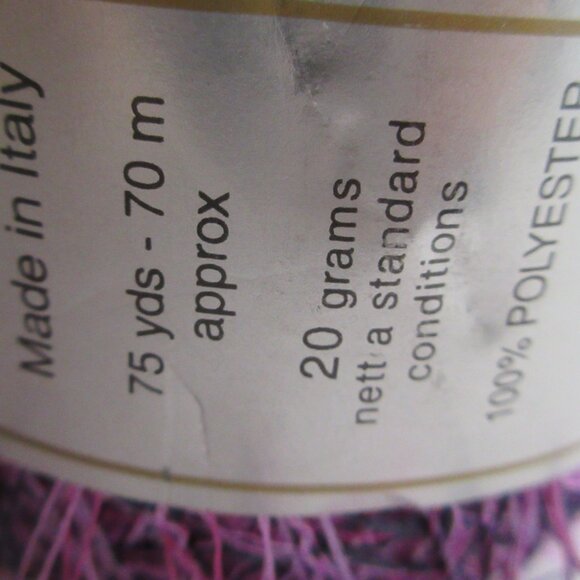 Made in Italy
75 yds - 70 m
approx
20 grams
nett a standard
conditions
100% POLYESTER